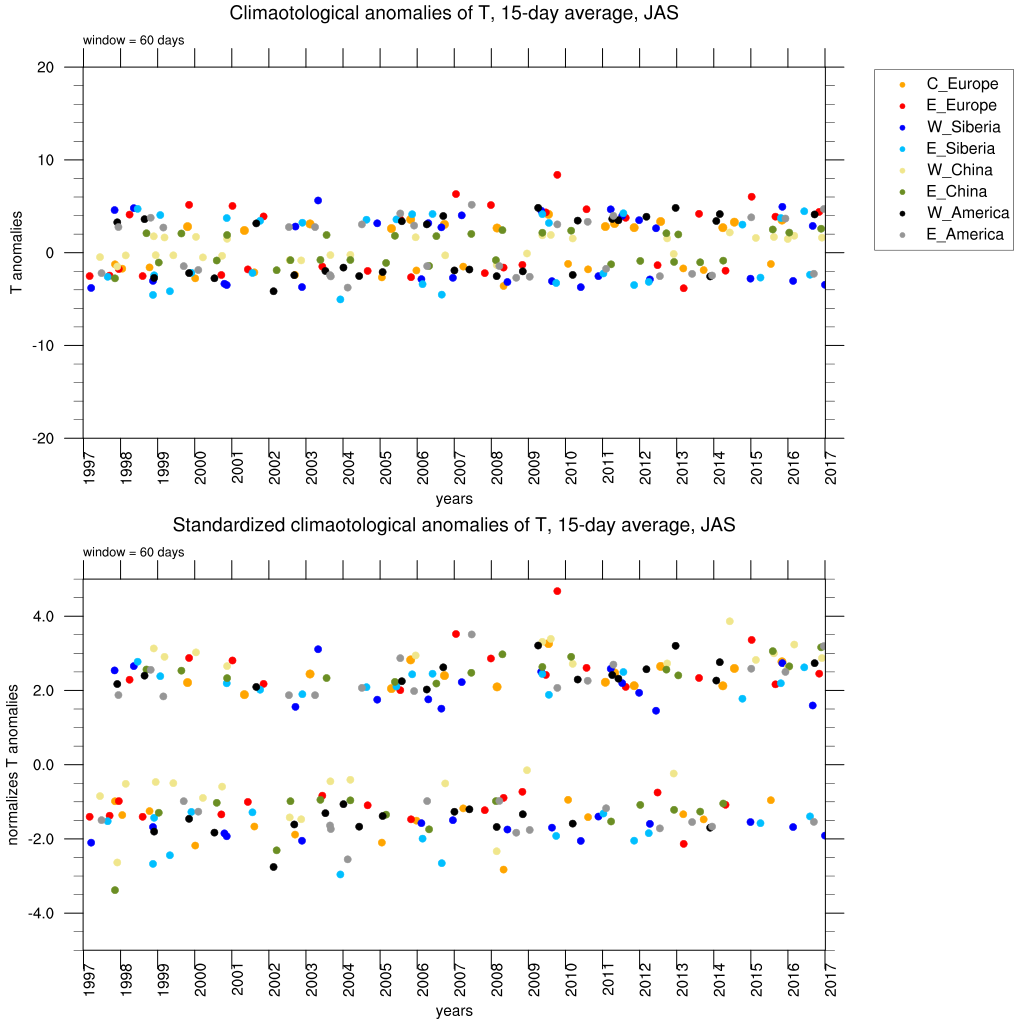 Climaotological anomalies of T, 15-day average, JAS
window = 60 days
20
10
0
-10
-20
T anomalies
1997 1998 1999 2000 2001 2002 2003 2004 2005 2006 2007 2008 2009 2010 2011 2012 2013 2014 2015 2016 2017
years
C_Europe
E_Europe
W_Siberia
E_Siberia
W_China
E_China
W_America
E_America
Standardized climaotological anomalies of T, 15-day average, JAS
window = 60 days
4.0
2.0
0.0
-2.0
-4.0
normalizes T anomalies
1997 1998 1999 2000 2001 2002 2003 2004 2005 2006 2007 2008 2009 2010 2011 2012 2013 2014 2015 2016 2017
years